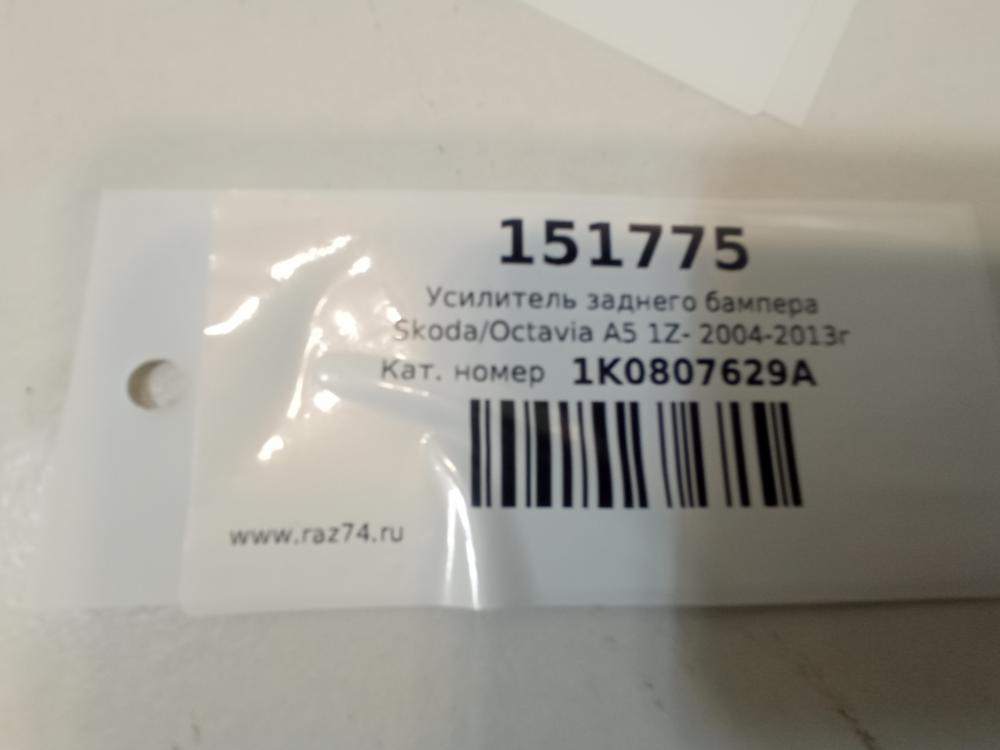 151775
Усилитель заднего бампера
Skoda/Octavia A5 1Z- 2004-2013г
Кат. номер 1K0807629A
www.raz74.ru